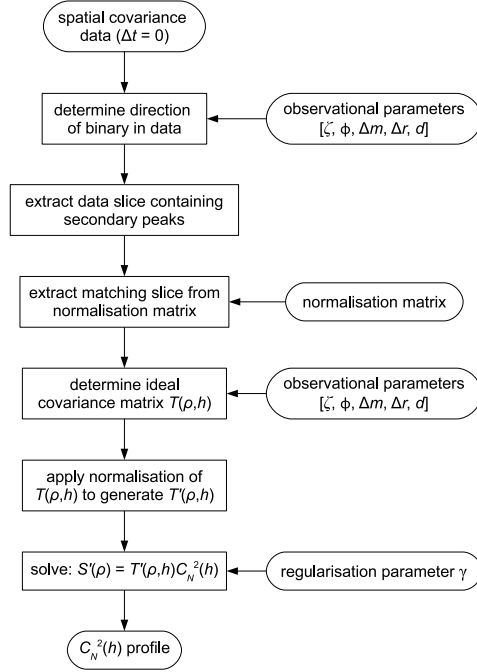 spatial covariance
data (Δt = 0)
determine direction
of binary in data
observational parameters
[ζ, ϕ, Δm, Δr, d]
extract data slice containing
secondary peaks
extract matching slice from
normalisation matrix
normalisation matrix
determine ideal
covariance matrix T(ρ,h)
observational parameters
[ζ, ϕ, Δm, Δr, d]
apply normalisation of
T(ρ,h) to generate T′(ρ,h)
solve: S′(ρ) = T′(ρ,h)C_N²(h)
regularisation parameter γ
C_N²(h) profile